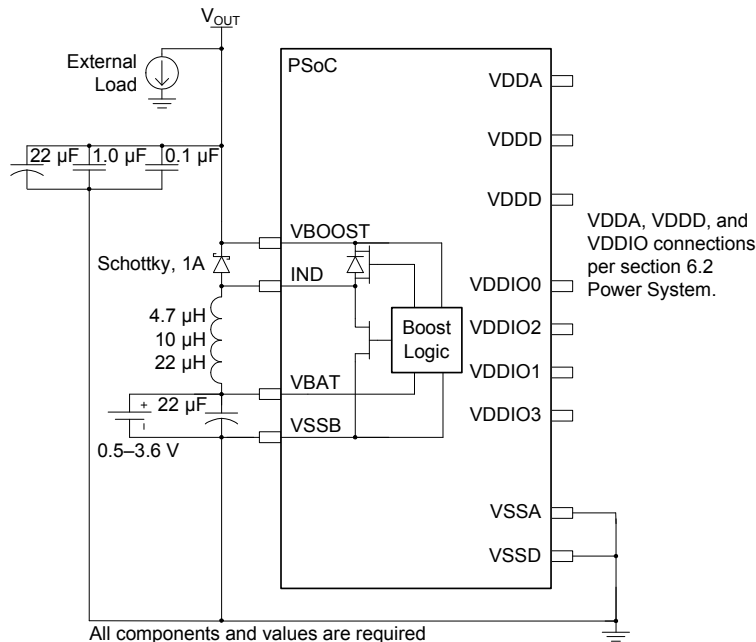 VOUT
External
Load
PSoC
VDDA
VDDD
22 µF 1.0 µF 0.1 µF
VDDD
VDDA, VDDD, and
VDDIO connections
per section 6.2
Power System.
VBOOST
Schottky, 1A
IND
VDDIO0
4.7 µH
10 µH
22 µH
Boost
Logic
VDDIO2
VDDIO1
VBAT
22 µF
VDDIO3
+
VSSB
0.5–3.6 V
VSSA
VSSD
All components and values are required